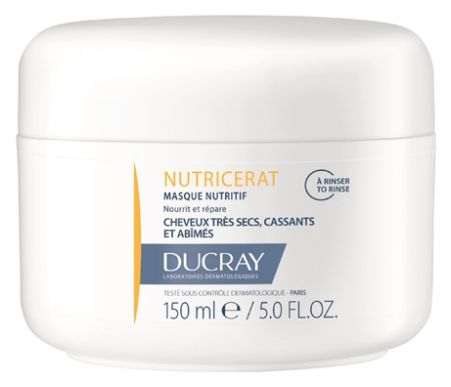 NUTRICERAT
MASQUE NUTRITIF
Nourrit et répare
À RINSER
TO RINSE
CHEVEUX TRÈS SECS, CASSANTS
ET ABÎMÉS
DUCRAY
LABORATOIRES DERMATOLOGIQUES
TESTÉ SOUS CONTRÔLE DERMATOLOGIQUE - PARIS
150 ml ℮ / 5.0 FL.OZ.